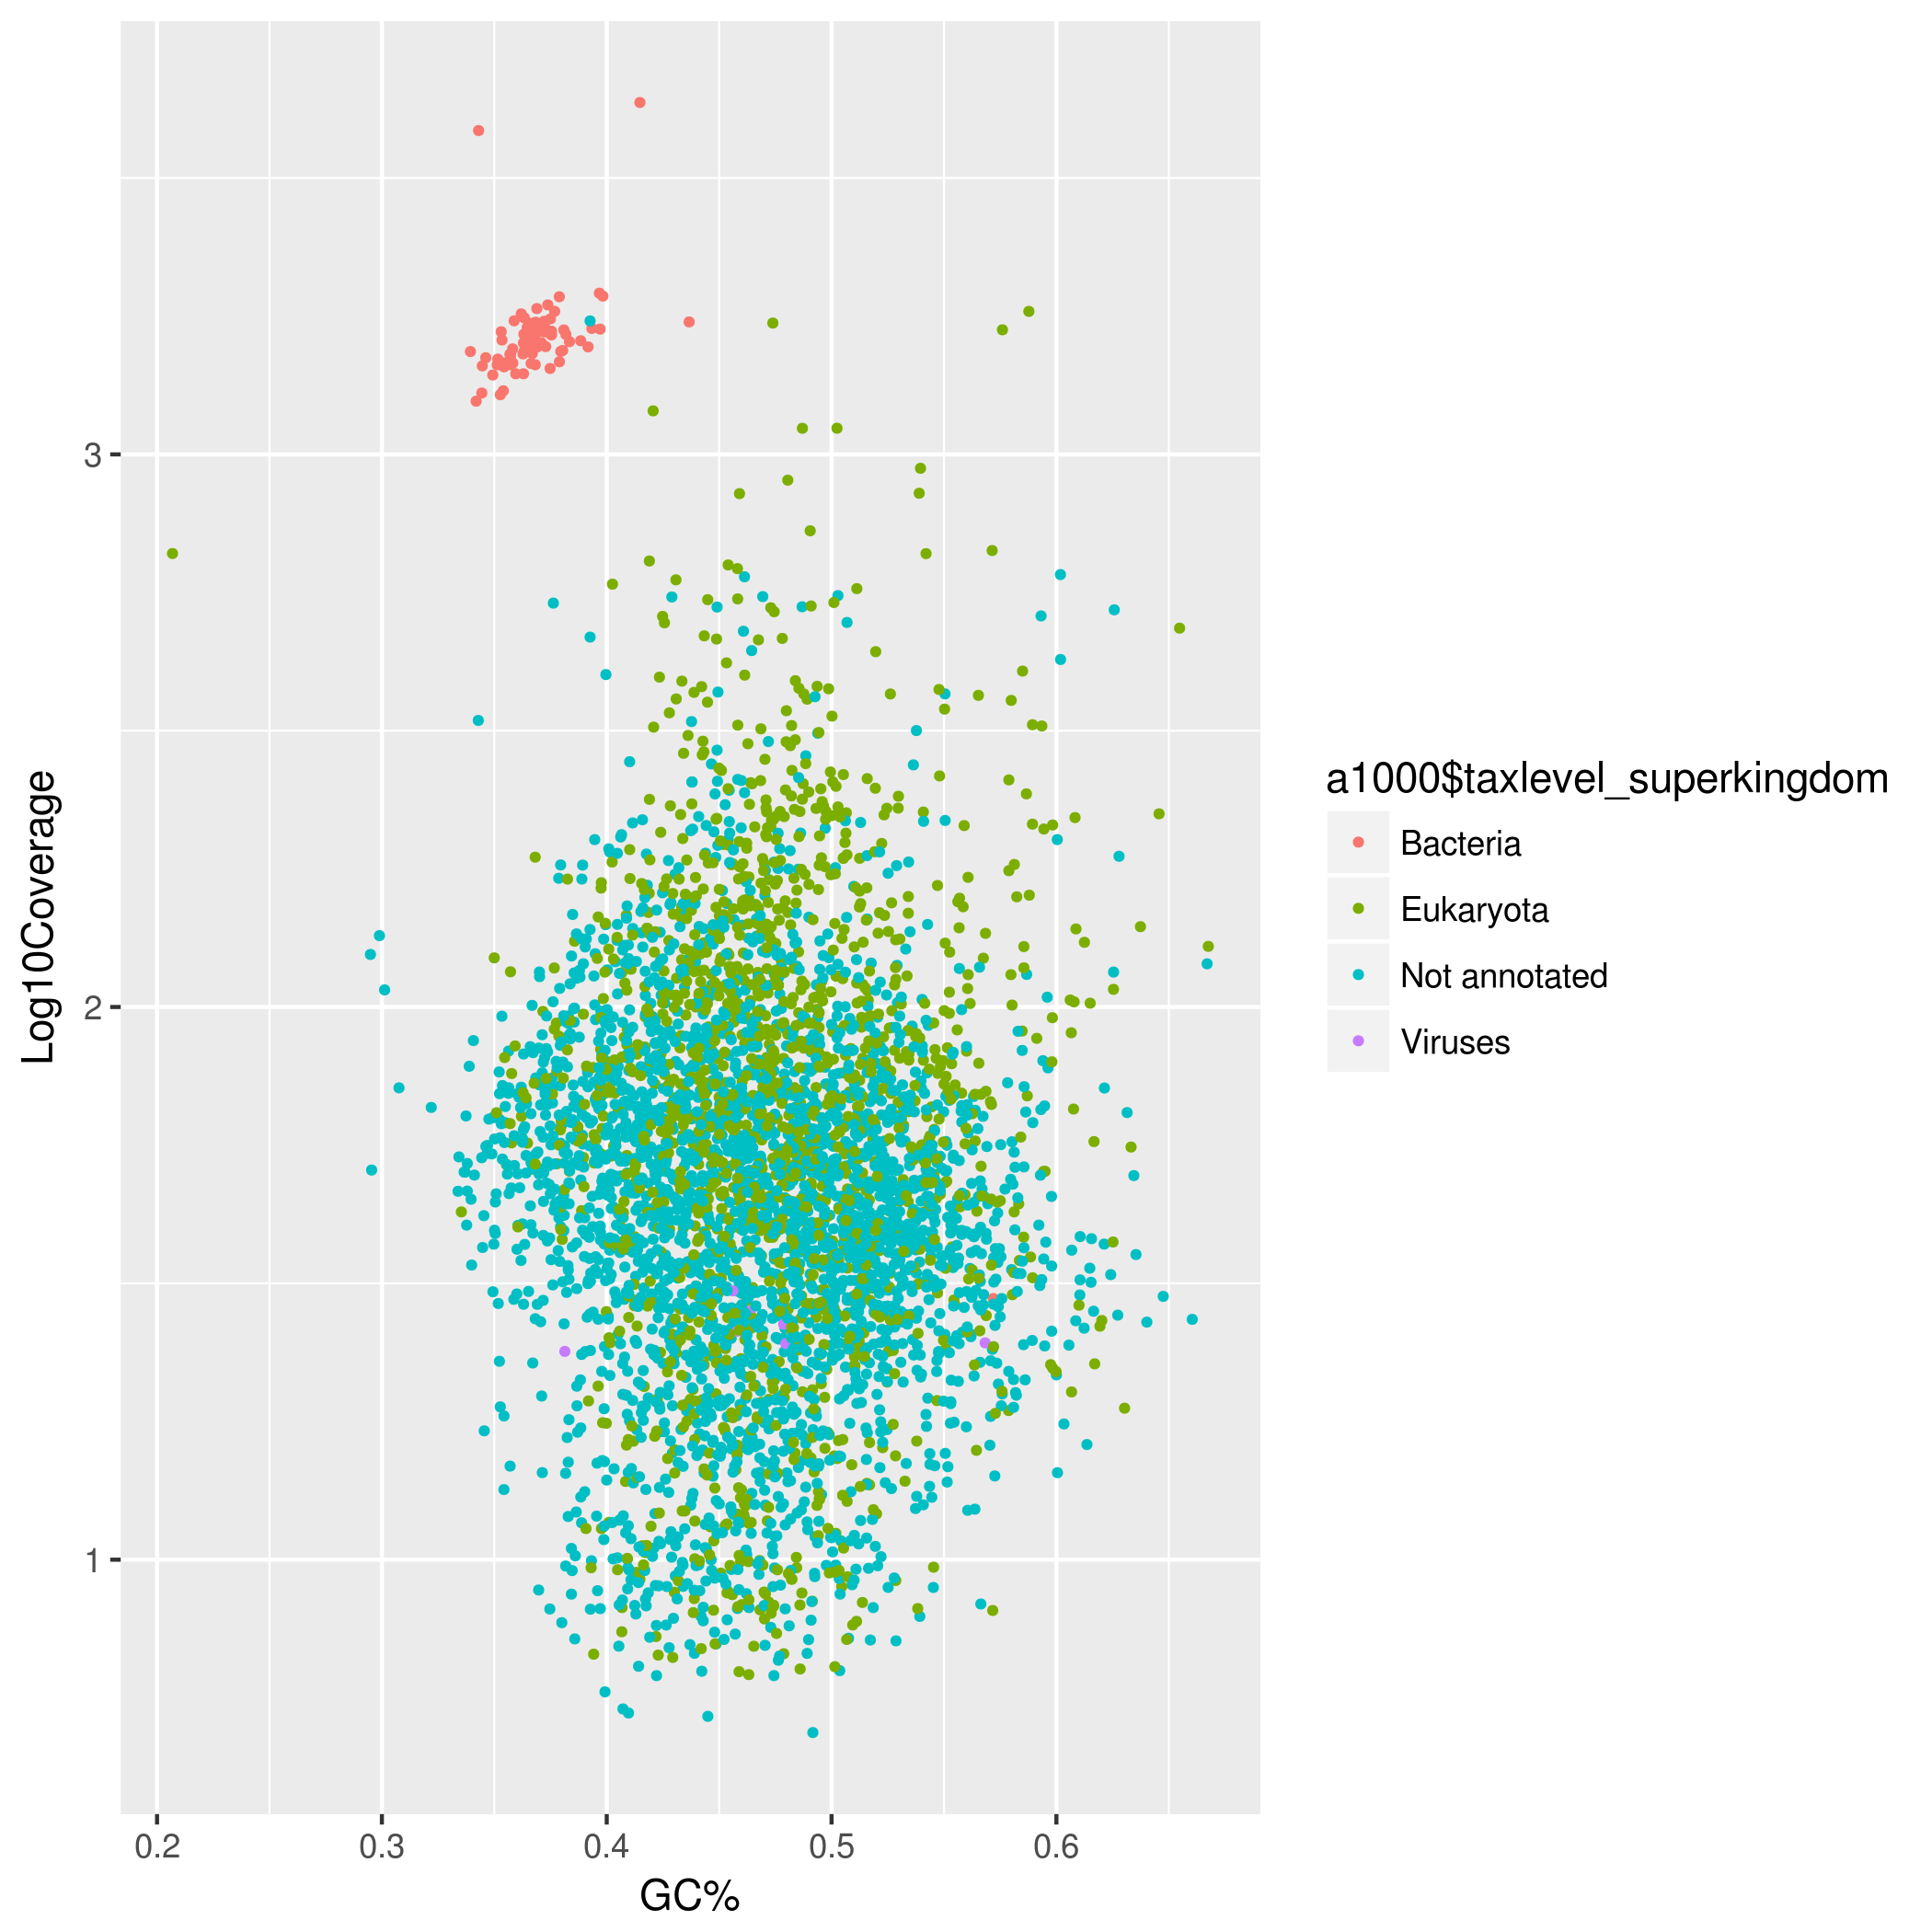 Log10Coverage
3
2
1
0.2 0.3 0.4 0.5 0.6
GC%
a1000$taxlevel_superkingdom
Bacteria
Eukaryota
Not annotated
Viruses